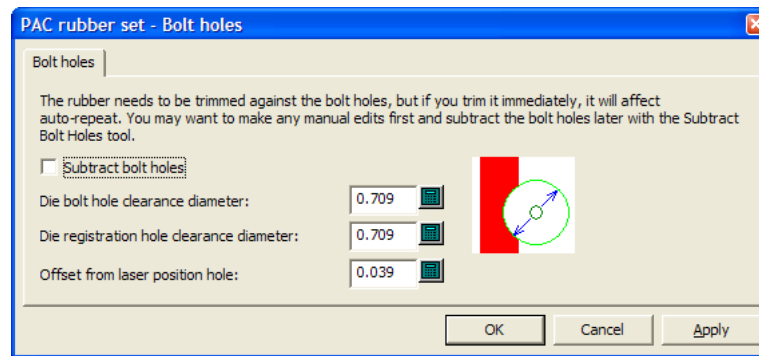 PAC rubber set - Bolt holes
Bolt holes
The rubber needs to be trimmed against the bolt holes, but if you trim it immediately, it will affect
auto-repeat. You may want to make any manual edits first and subtract the bolt holes later with the Subtract
Bolt Holes tool.
Subtract bolt holes
Die bolt hole clearance diameter: 0.709
Die registration hole clearance diameter: 0.709
Offset from laser position hole: 0.039
OK Cancel Apply